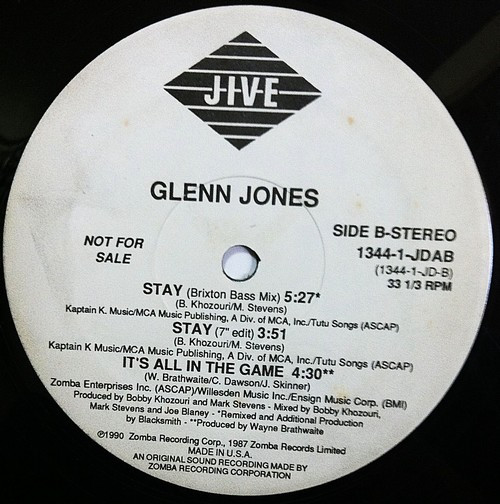 JIVE
GLENN JONES
NOT FOR
SALE
SIDE B-STEREO
1344-1-JDAB
(1344-1-JD-B)
33 1/3 RPM
STAY (Brixton Bass Mix) 5:27*
(B. Khozouri/M. Stevens)
Kaptain K. Music/MCA Music Publishing, A Div. of MCA, Inc./Tutu Songs (ASCAP)
STAY (7" edit) 3:51
(B. Khozouri/M. Stevens)
Kaptain K Music/MCA Music Publishing, A Div. of MCA, Inc./Tutu Songs (ASCAP)
IT'S ALL IN THE GAME 4:30**
(W. Brathwaite/C. Dawson/J. Skinner)
Zomba Enterprises Inc. (ASCAP)/Willesden Music Inc./Ensign Music Corp. (BMI)
Produced by Bobby Khozouri and Mark Stevens - Mixed by Bobby Khozouri,
Mark Stevens and Joe Blaney - *Remixed and Additional Production
by Blacksmith - **Produced by Wayne Brathwaite
℗1990 Zomba Recording Corp., 1987 Zomba Records Limited
MADE IN U.S.A.
AN ORIGINAL SOUND RECORDING MADE BY
ZOMBA RECORDING CORPORATION